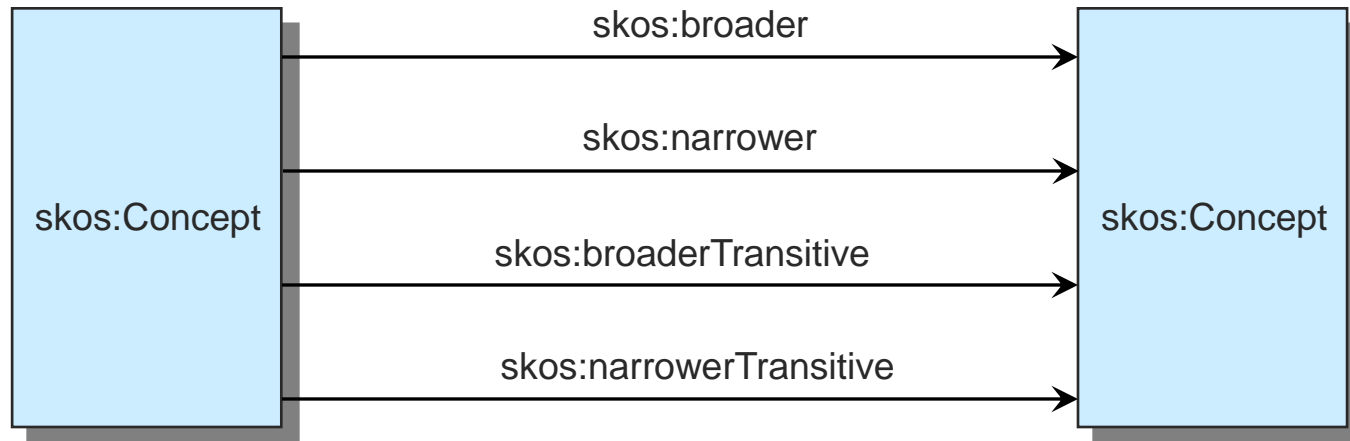 skos:broader
skos:narrower
skos:Concept
skos:Concept
skos:broaderTransitive
skos:narrowerTransitive